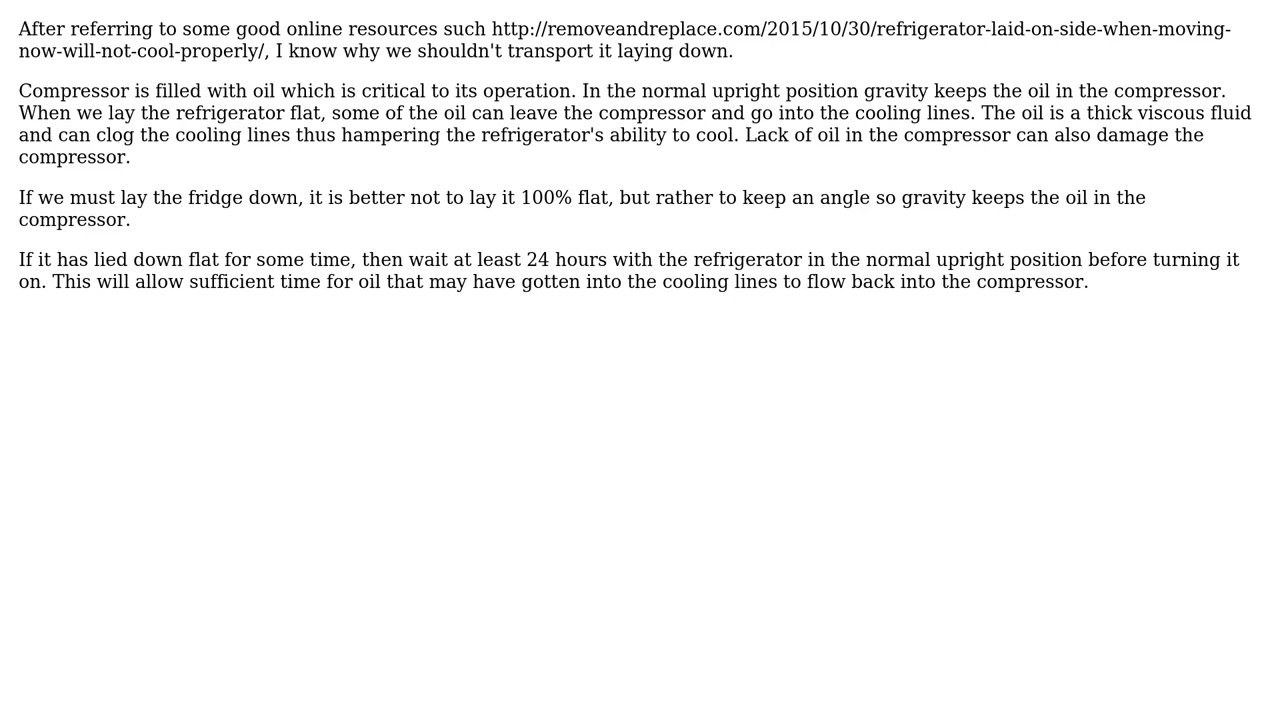 After referring to some good online resources such http://removeandreplace.com/2015/10/30/refrigerator-laid-on-side-when-moving-
now-will-not-cool-properly/, I know why we shouldn't transport it laying down.
Compressor is filled with oil which is critical to its operation. In the normal upright position gravity keeps the oil in the compressor.
When we lay the refrigerator flat, some of the oil can leave the compressor and go into the cooling lines. The oil is a thick viscous fluid
and can clog the cooling lines thus hampering the refrigerator's ability to cool. Lack of oil in the compressor can also damage the
compressor.
If we must lay the fridge down, it is better not to lay it 100% flat, but rather to keep an angle so gravity keeps the oil in the
compressor.
If it has lied down flat for some time, then wait at least 24 hours with the refrigerator in the normal upright position before turning it
on. This will allow sufficient time for oil that may have gotten into the cooling lines to flow back into the compressor.